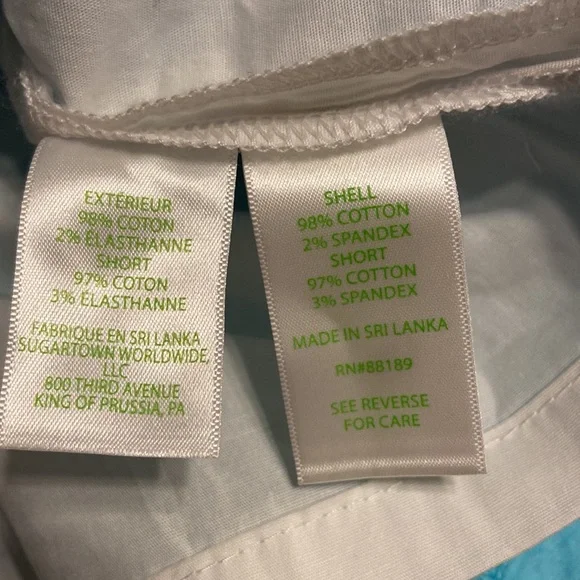 EXTÉRIEUR
98% COTON
2% ÉLASTHANNE
SHORT
97% COTON
3% ÉLASTHANNE
FABRIQUE EN SRI LANKA
SUGARTOWN WORLDWIDE,
LLC
800 THIRD AVENUE
KING OF PRUSSIA, PA
SHELL
98% COTTON
2% SPANDEX
SHORT
97% COTTON
3% SPANDEX
MADE IN SRI LANKA
RN#88189
SEE REVERSE
FOR CARE